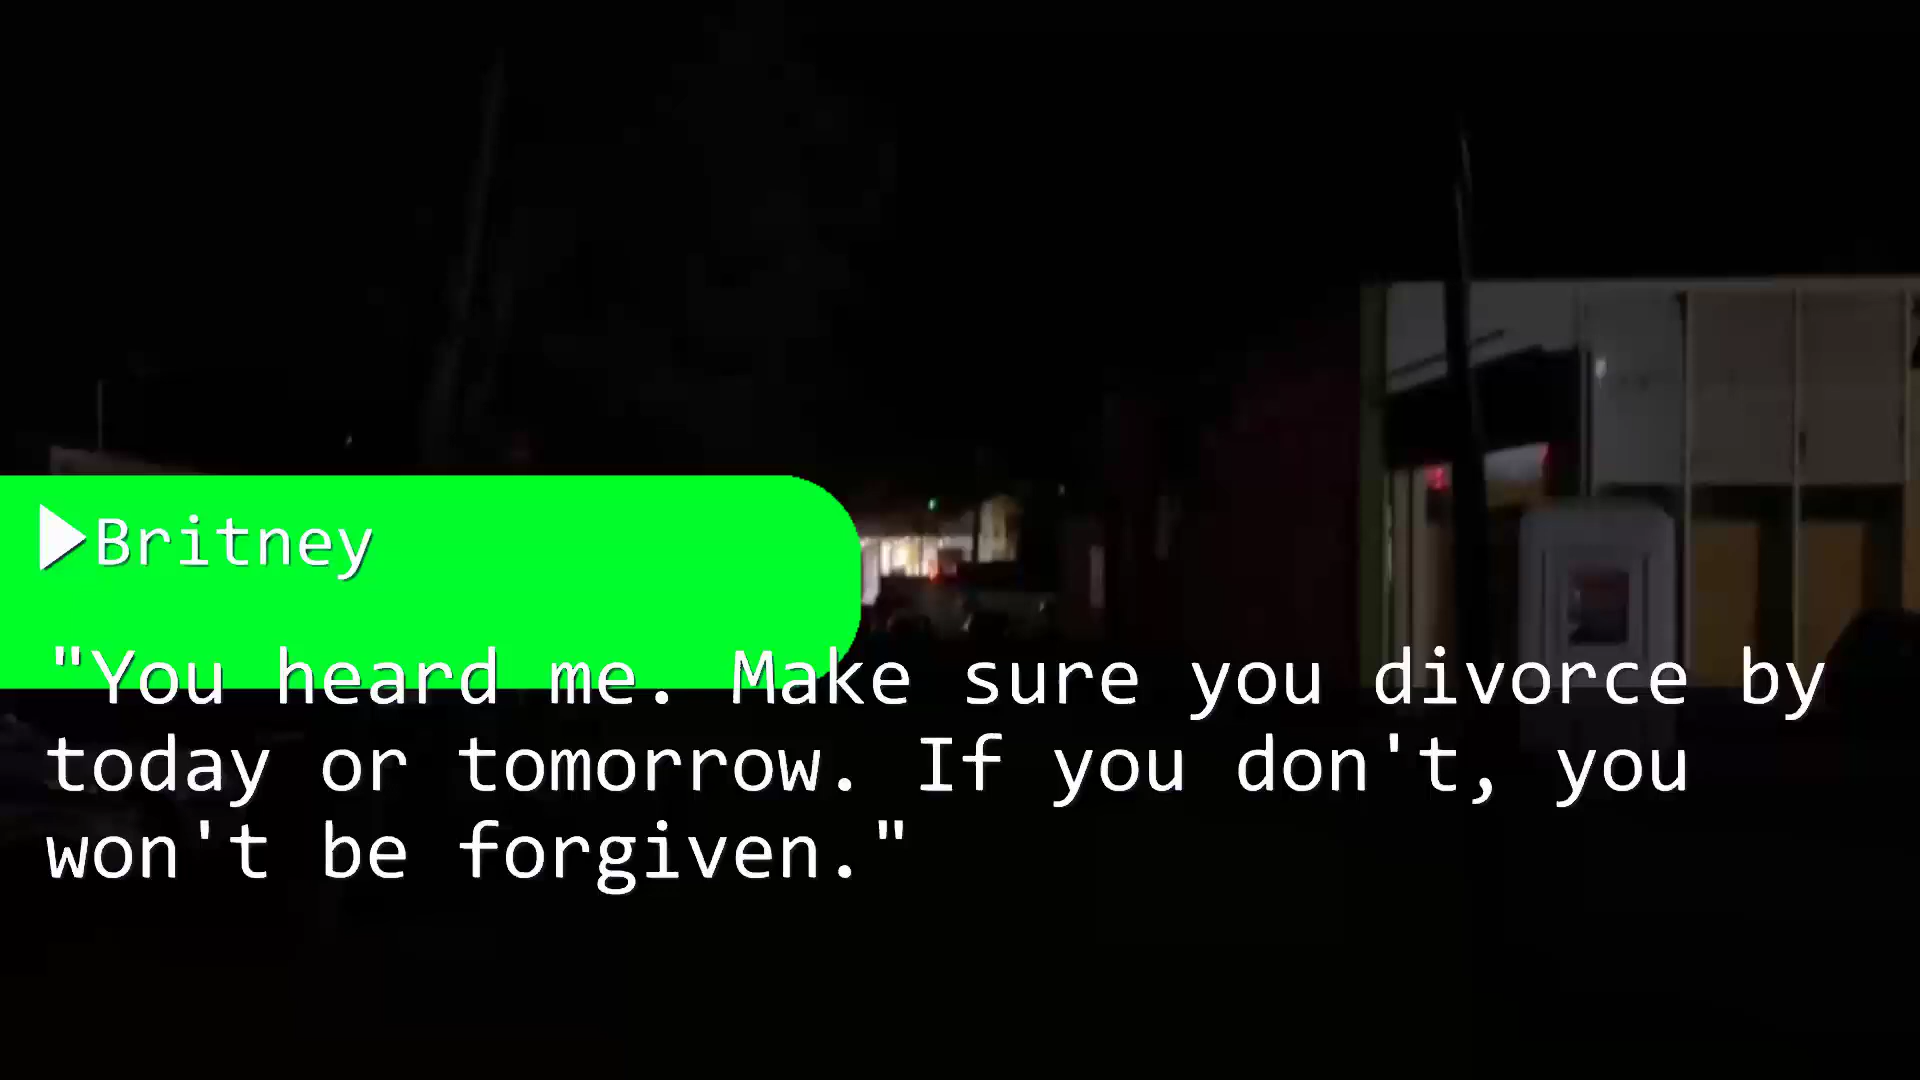 ▶Britney
"You heard me. Make sure you divorce by
today or tomorrow. If you don't, you
won't be forgiven."